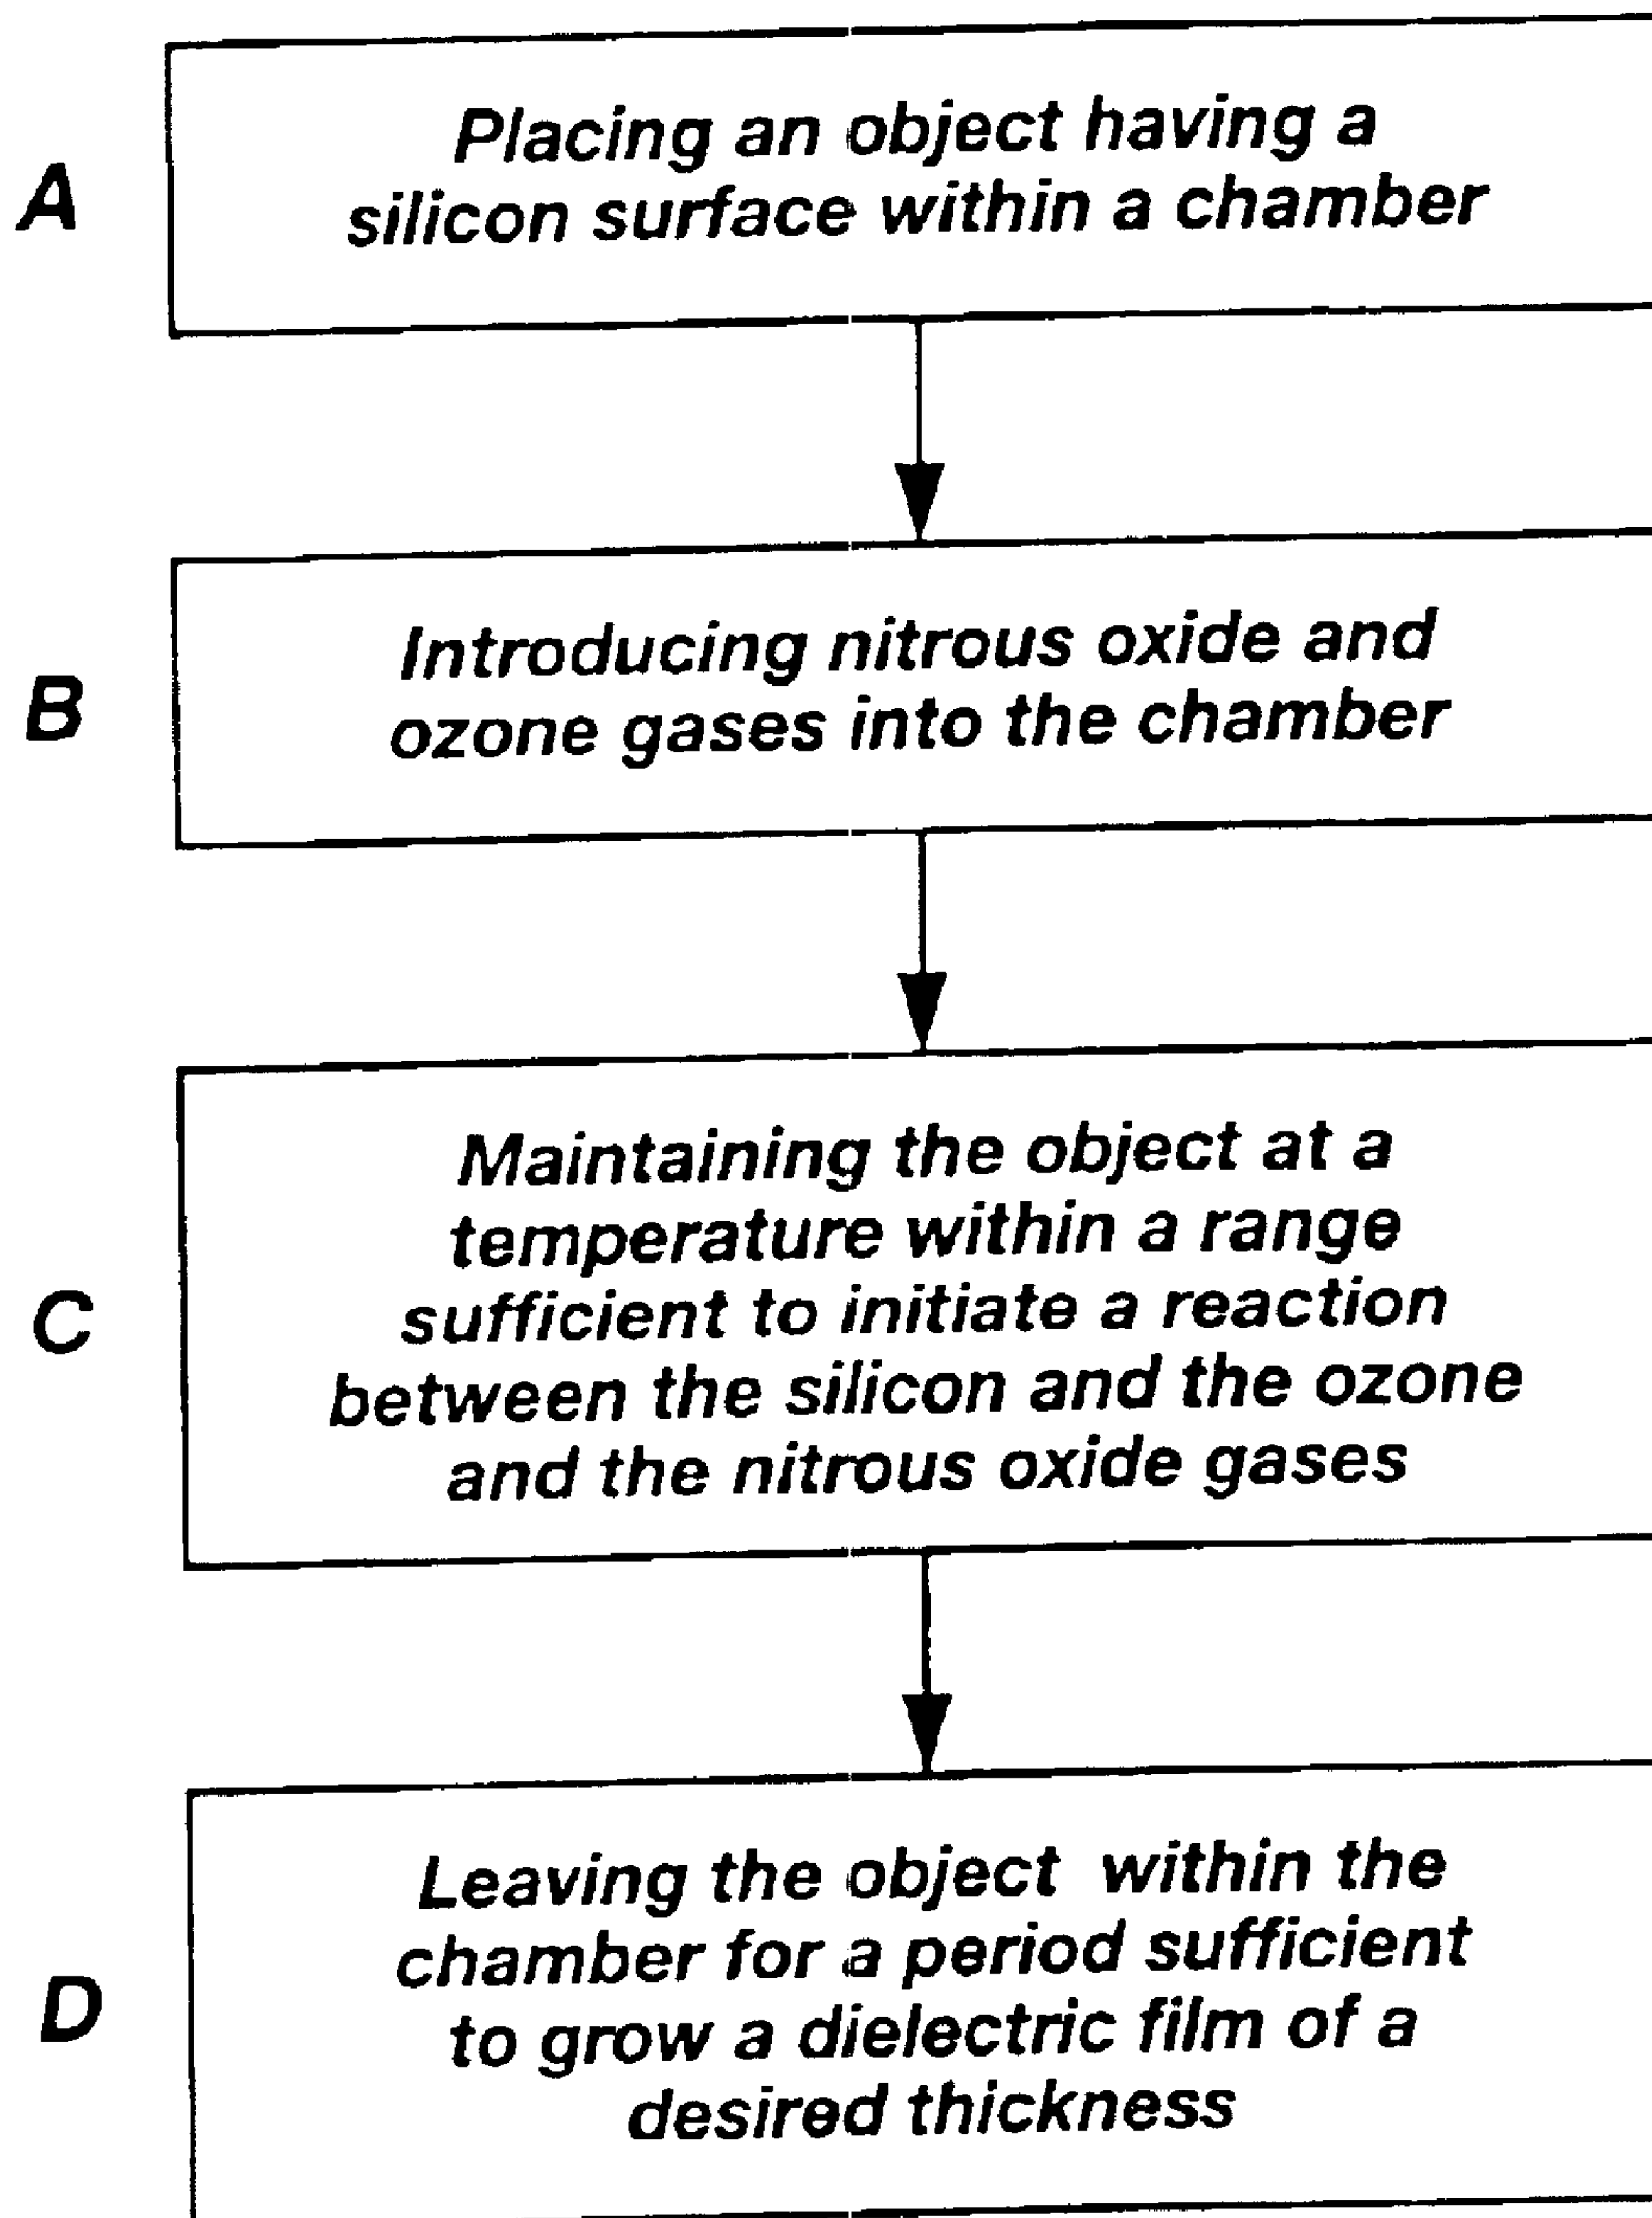 A
Placing an object having a
silicon surface within a chamber
B
Introducing nitrous oxide and
ozone gases into the chamber
C
Maintaining the object at a
temperature within a range
sufficient to initiate a reaction
between the silicon and the ozone
and the nitrous oxide gases
D
Leaving the object within the
chamber for a period sufficient
to grow a dielectric film of a
desired thickness